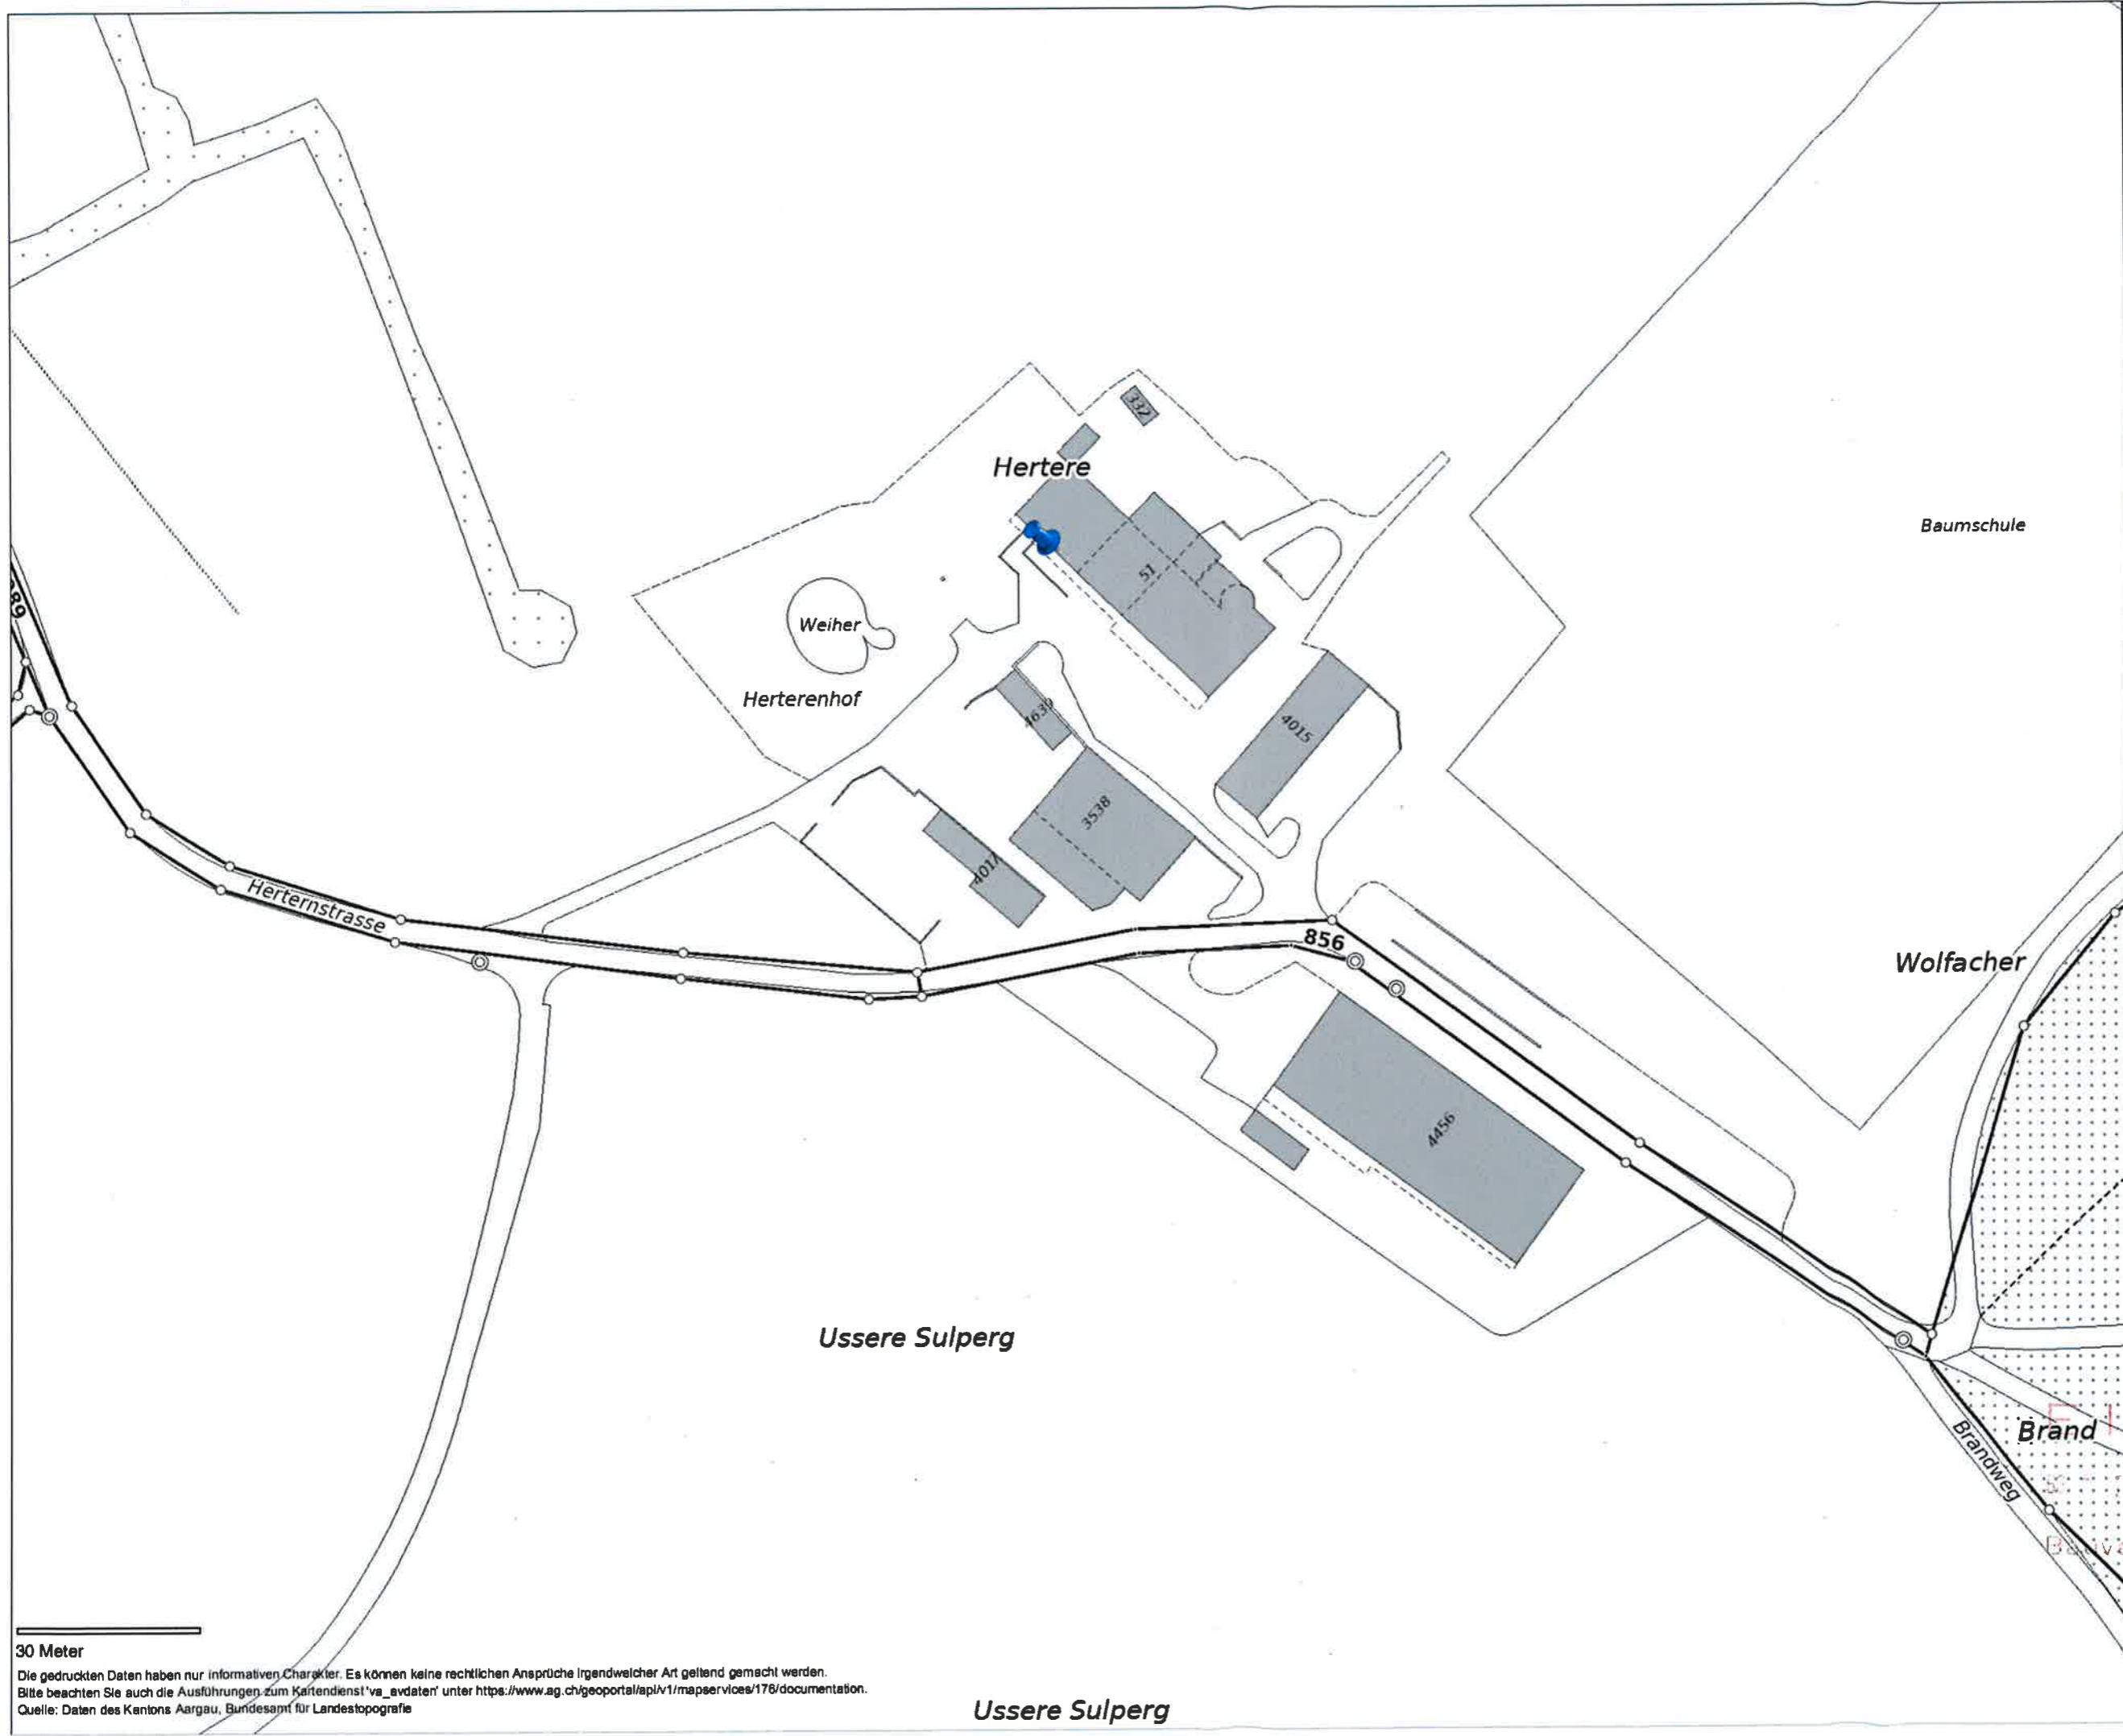 332
Hertere
Baumschule
51
Weiher
89
Herterenhof
4639
4015
3538
4017
Herternstrasse
856
Wolfacher
4456
Ussere Sulperg
Brand
Brandweg
30 Meter
Die gedruckten Daten haben nur informativen Charakter. Es können keine rechtlichen Ansprüche irgendwelcher Art geltend gemacht werden.
Bitte beachten Sie auch die Ausführungen zum Kartendienst 'va_avdaten' unter https://www.ag.ch/geoportal/api/v1/mapservices/176/documentation.
Quelle: Daten des Kantons Aargau, Bundesamt für Landestopografie
Ussere Sulperg